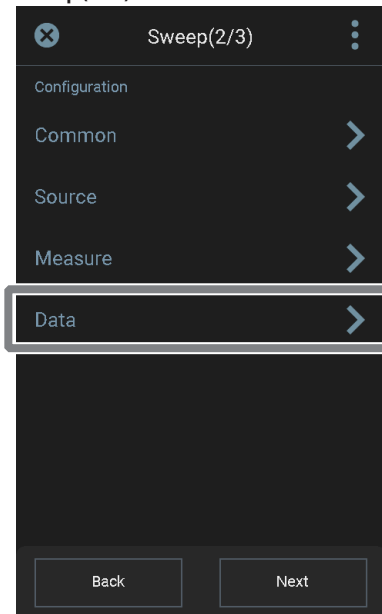 Sweep(2/3)
Configuration
Common
Source
Measure
Data
Back
Next